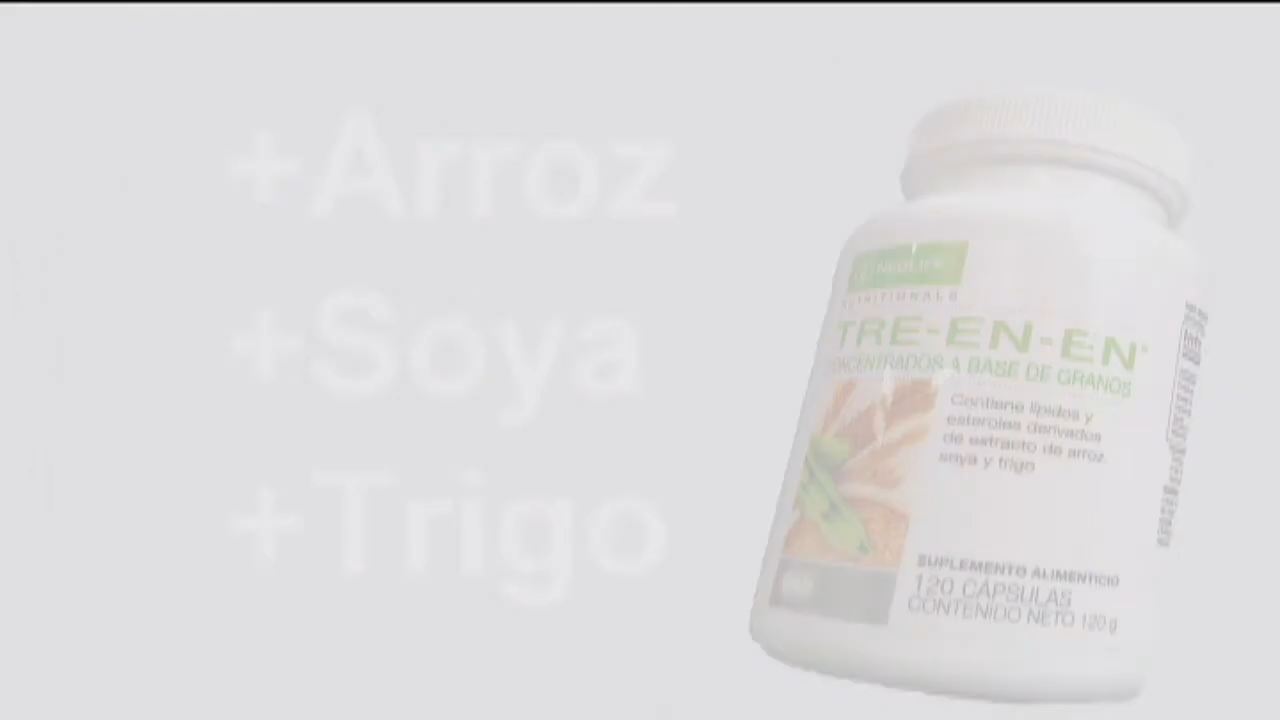 +Arroz
+Soya
+Trigo
NEOLIFE
NUTRITIONALS
TRE-EN-EN
CONCENTRADOS A BASE DE GRANOS
Contiene lípidos y
esteroles derivados
de extracto de arroz,
soya y trigo
SUPLEMENTO ALIMENTICIO
120 CÁPSULAS
CONTENIDO NETO 120 g